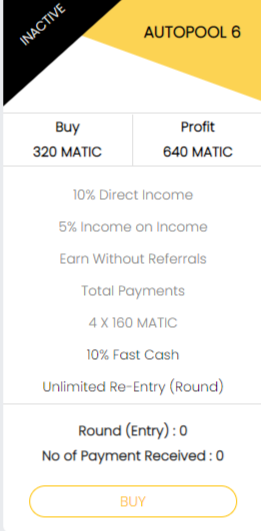 INACTIVE
AUTOPOOL 6
Buy
320 MATIC
Profit
640 MATIC
10% Direct Income
5% Income on Income
Earn Without Referrals
Total Payments
4 X 160 MATIC
10% Fast Cash
Unlimited Re-Entry (Round)
Round (Entry) : 0
No of Payment Received : 0
BUY